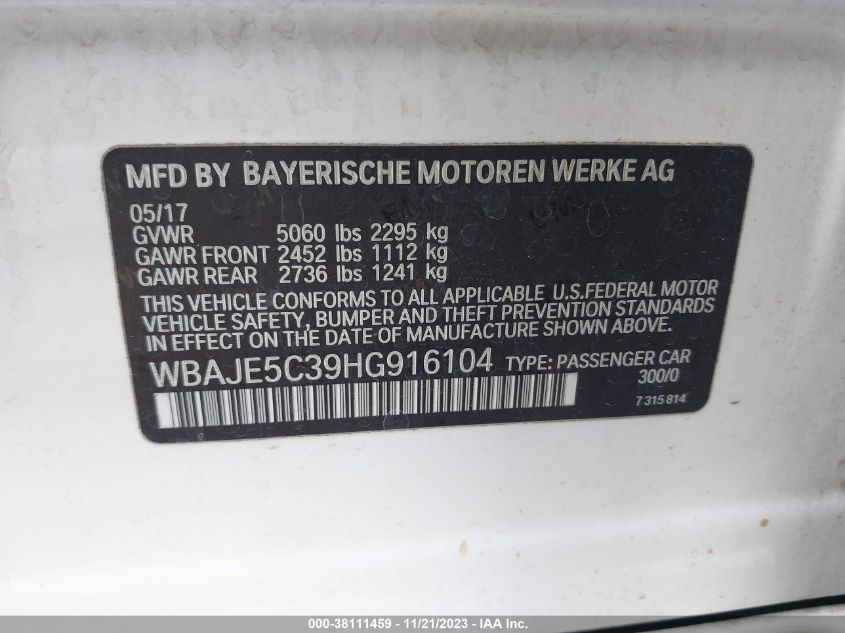 MFD BY BAYERISCHE MOTOREN WERKE AG
05/17
GVWR 5060 lbs 2295 kg
GAWR FRONT 2452 lbs 1112 kg
GAWR REAR 2736 lbs 1241 kg
THIS VEHICLE CONFORMS TO ALL APPLICABLE U.S.FEDERAL MOTOR
VEHICLE SAFETY, BUMPER AND THEFT PREVENTION STANDARDS
IN EFFECT ON THE DATE OF MANUFACTURE SHOWN ABOVE.
WBAJE5C39HG916104 TYPE: PASSENGER CAR
300/0
7 315 814
000-38111459 - 11/21/2023 - IAA Inc.